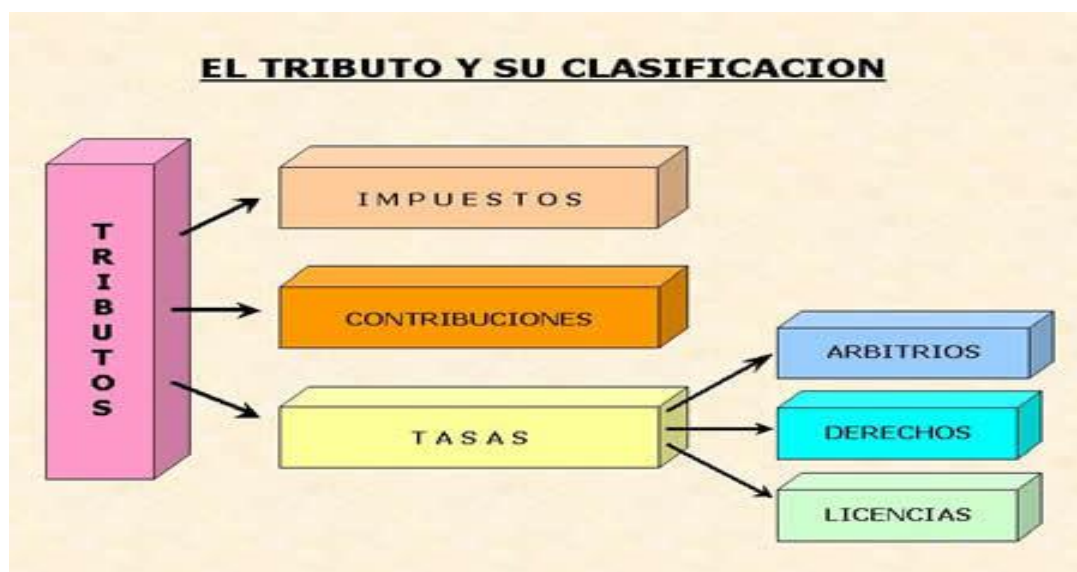 EL TRIBUTO Y SU CLASIFICACION
TRIBUTOS
IMPUESTOS
CONTRIBUCIONES
TASAS
ARBITRIOS
DERECHOS
LICENCIAS